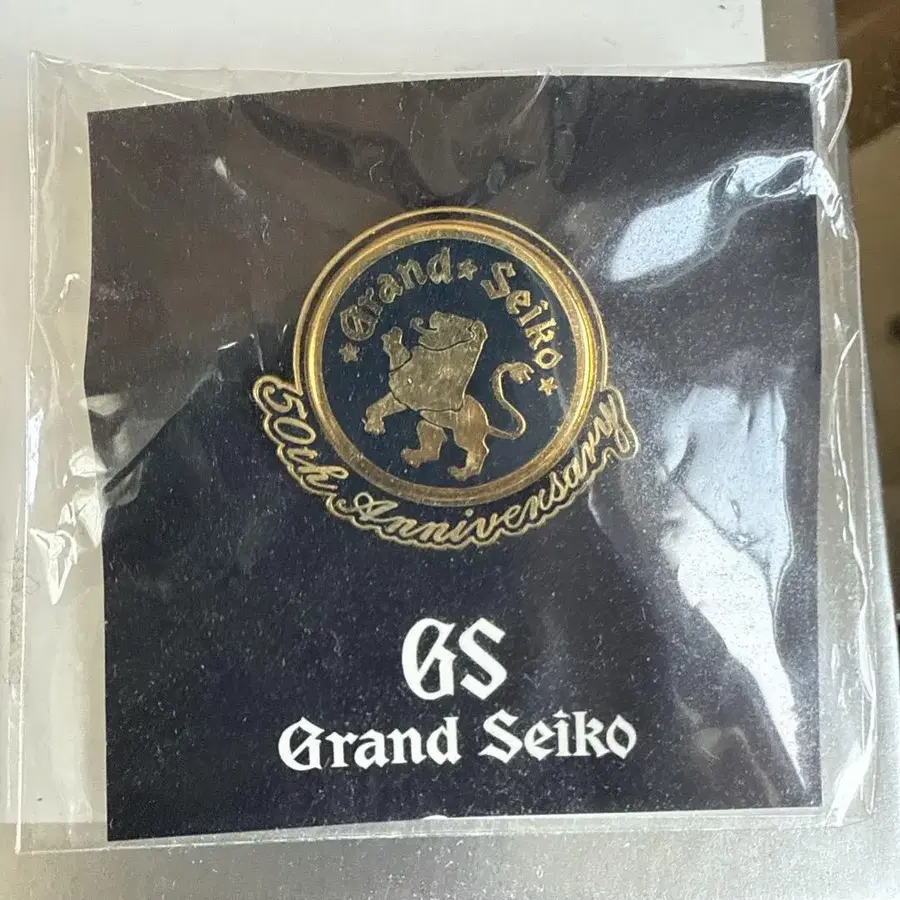 Grand★Seiko
50th Anniversary
GS
Grand Seiko